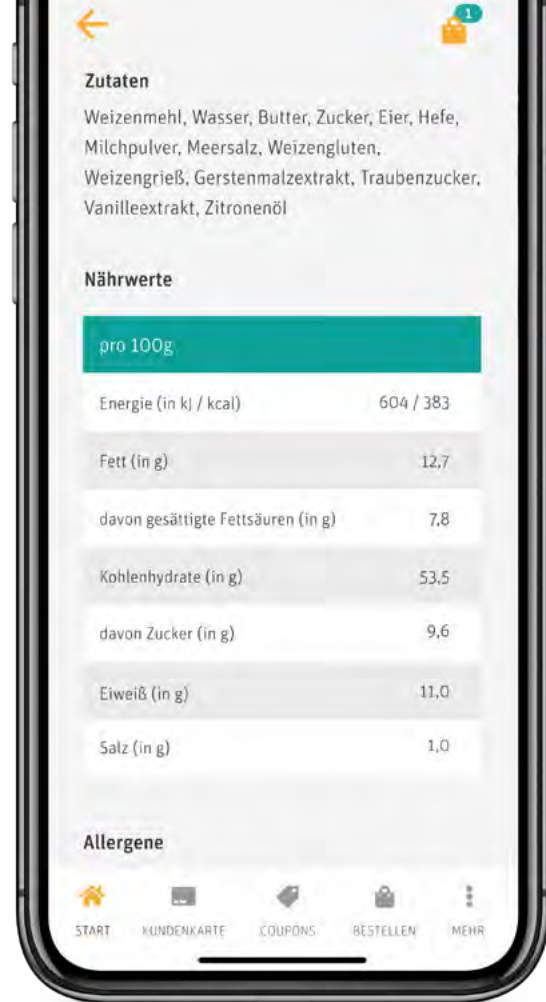 1
Zutaten
Weizenmehl, Wasser, Butter, Zucker, Eier, Hefe,
Milchpulver, Meersalz, Weizengluten,
Weizengrieß, Gerstenmalzextrakt, Traubenzucker,
Vanilleextrakt, Zitronenöl
Nährwerte
pro 100g
Energie (in kJ / kcal) 604 / 383
Fett (in g) 12,7
davon gesättigte Fettsäuren (in g) 7,8
Kohlenhydrate (in g) 53,5
davon Zucker (in g) 9,6
Eiweiß (in g) 11,0
Salz (in g) 1,0
Allergene
START KUNDENKARTE COUPONS BESTELLEN MEHR